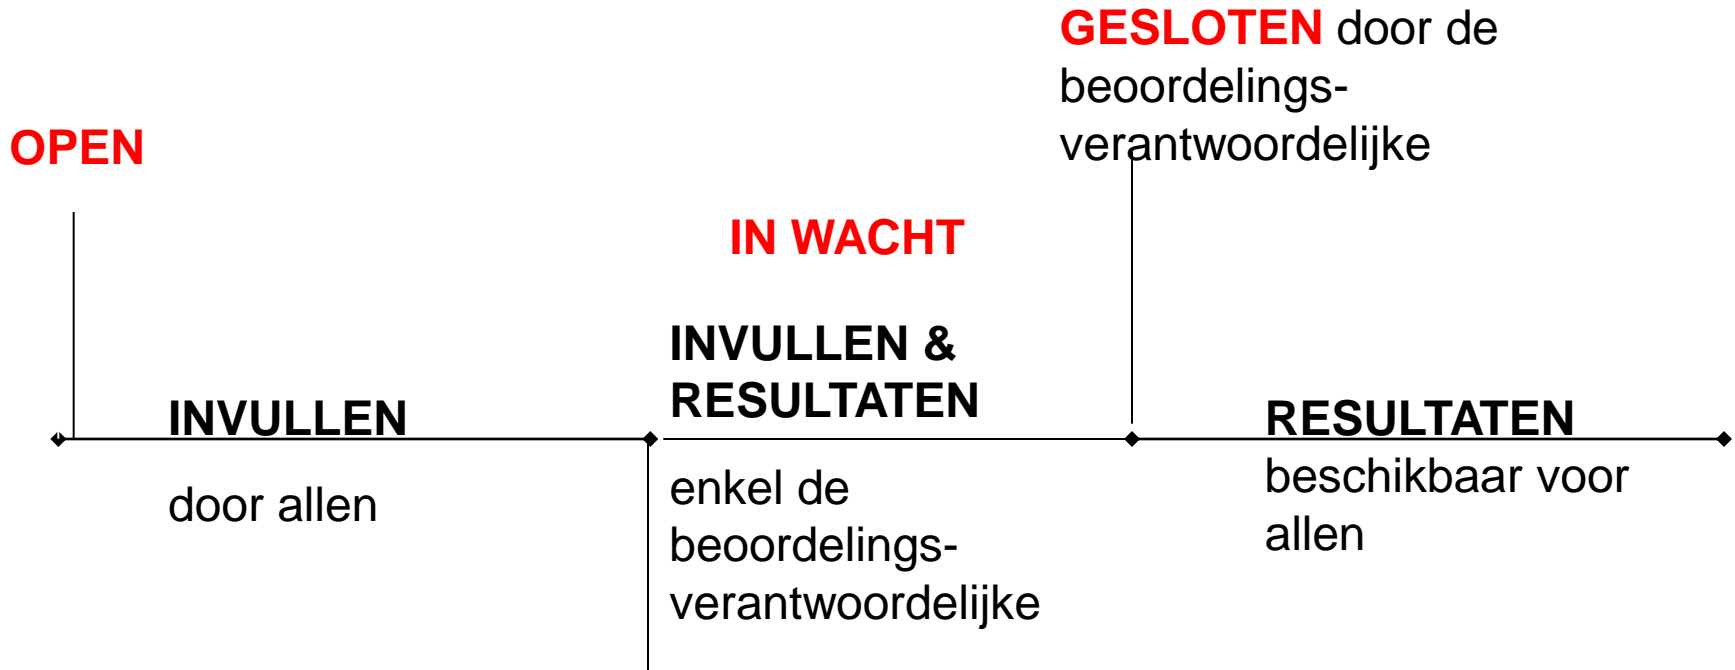 OPEN
GESLOTEN door de
beoordelings-
verantwoordelijke
IN WACHT
INVULLEN
door allen
INVULLEN &
RESULTATEN
enkel de
beoordelings-
verantwoordelijke
RESULTATEN
beschikbaar voor
allen